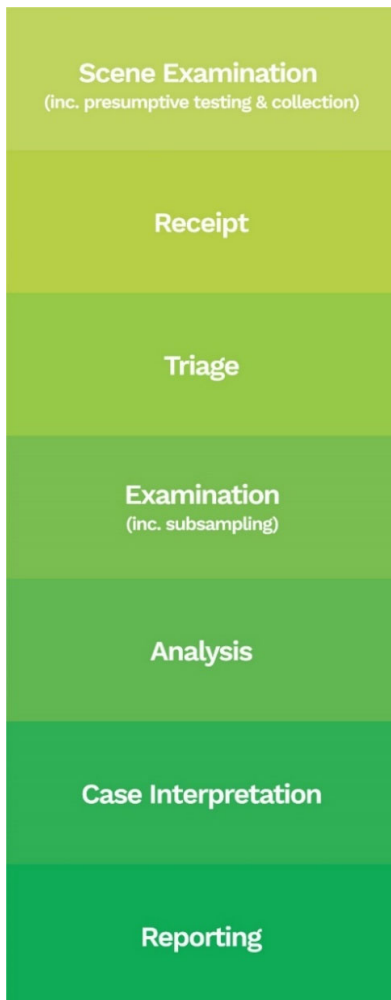 Scene Examination
(inc. presumptive testing & collection)
Receipt
Triage
Examination
(inc. subsampling)
Analysis
Case Interpretation
Reporting